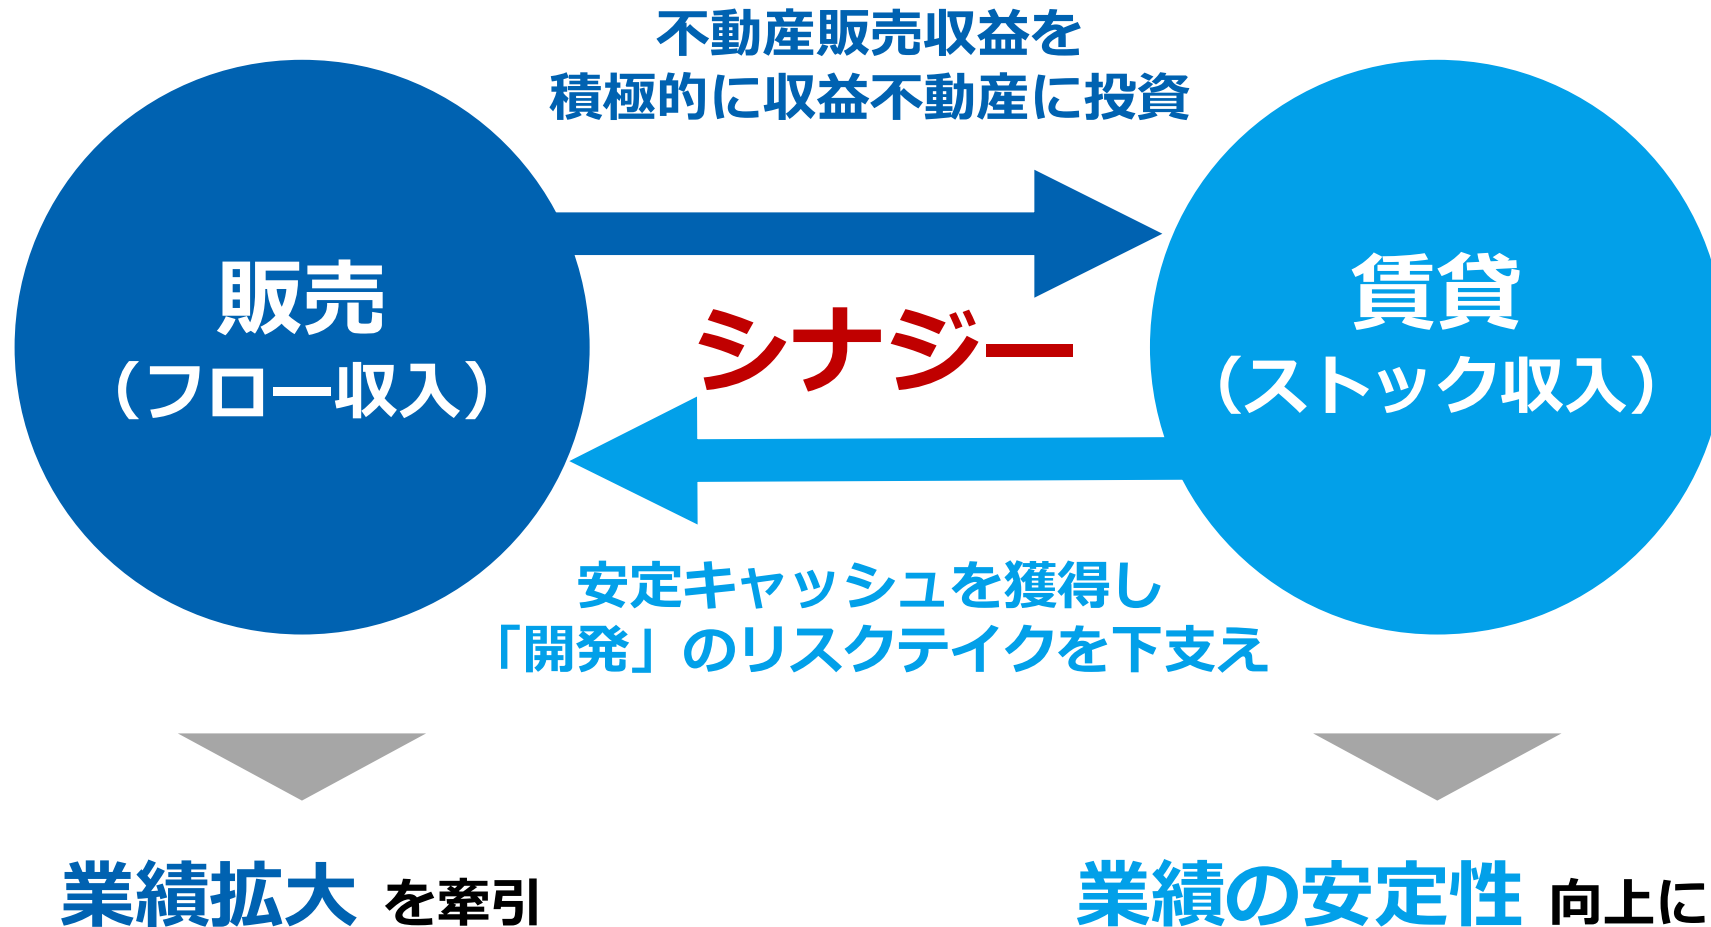 不動産販売収益を
積極的に収益不動産に投資
販売
（フロー収入）
シナジー
賃貸
（ストック収入）
安定キャッシュを獲得し
「開発」のリスクテイクを下支え
業績拡大 を牽引
業績の安定性 向上に